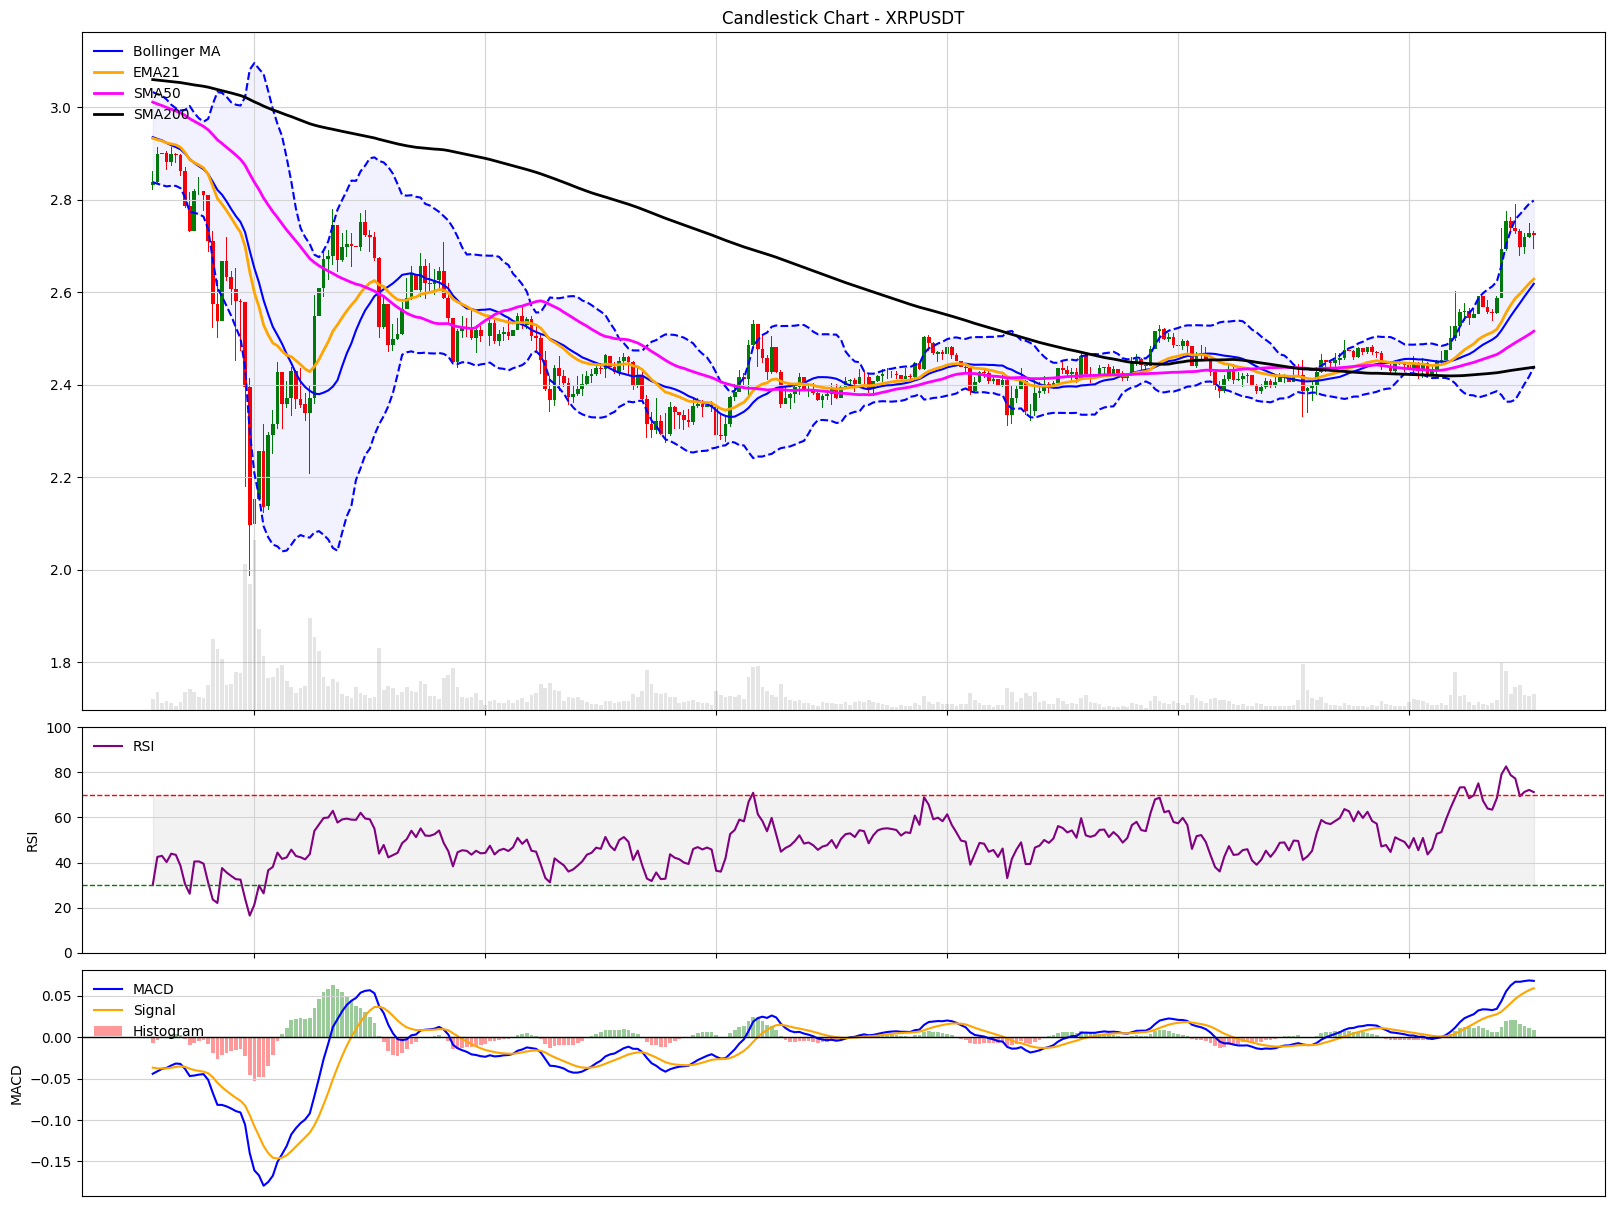 Candlestick Chart - XRPUSDT
Bollinger MA
EMA21
SMA50
SMA200
3.0
2.8
2.6
2.4
2.2
2.0
1.8
RSI
100
80
60
40
20
0
RSI
MACD
Signal
Histogram
0.05
0.00
−0.05
−0.10
−0.15
MACD